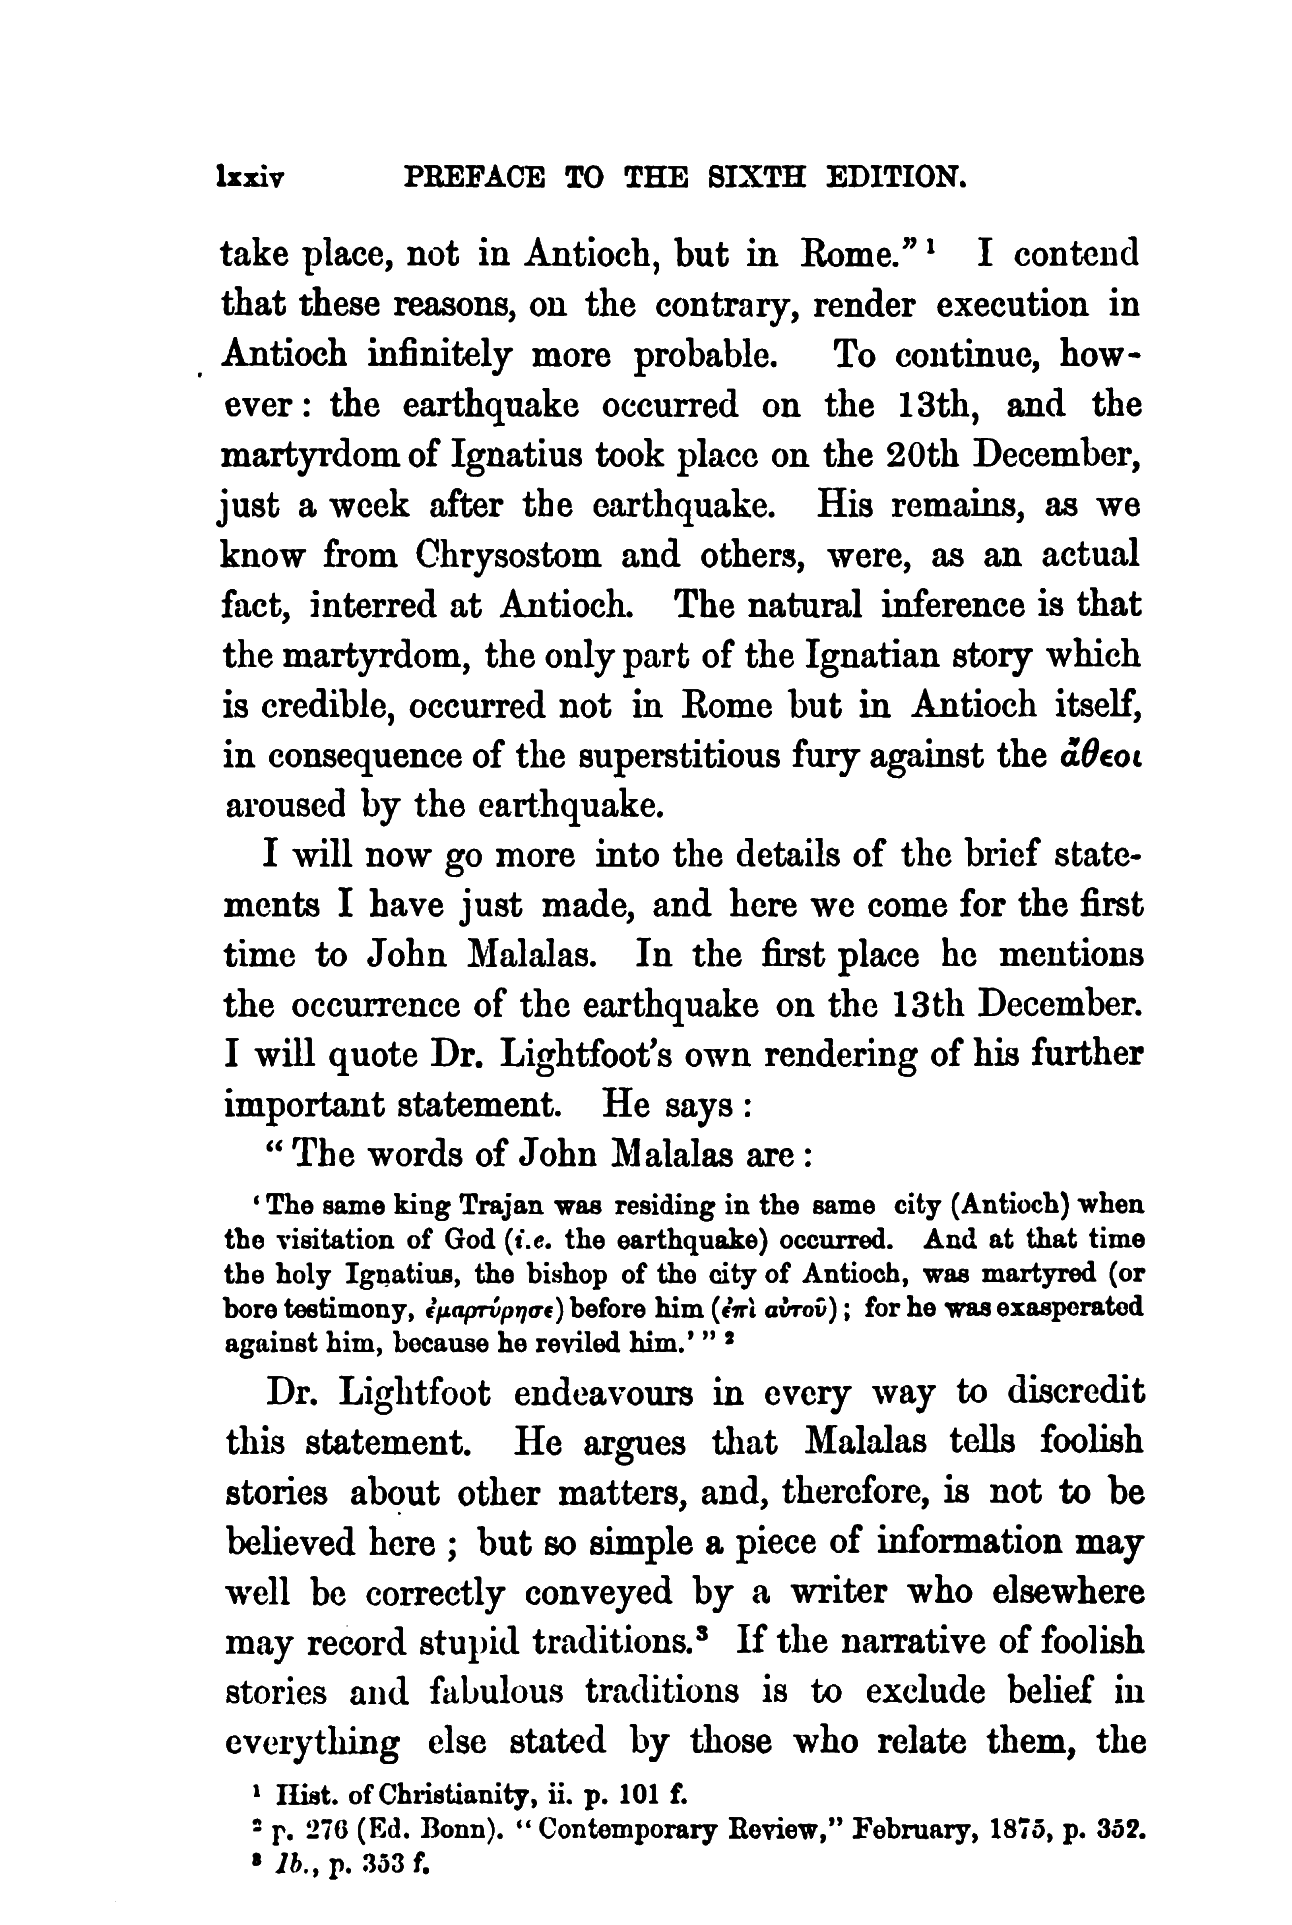 lxxiv PREFACE TO THE SIXTH EDITION.
take place, not in Antioch, but in Rome.” ¹ I contend
that these reasons, on the contrary, render execution in
Antioch infinitely more probable. To continue, how-
ever : the earthquake occurred on the 13th, and the
martyrdom of Ignatius took place on the 20th December,
just a week after the earthquake. His remains, as we
know from Chrysostom and others, were, as an actual
fact, interred at Antioch. The natural inference is that
the martyrdom, the only part of the Ignatian story which
is credible, occurred not in Rome but in Antioch itself,
in consequence of the superstitious fury against the ἄθεοι
aroused by the earthquake.
I will now go more into the details of the brief state-
ments I have just made, and here we come for the first
time to John Malalas. In the first place he mentions
the occurrence of the earthquake on the 13th December.
I will quote Dr. Lightfoot’s own rendering of his further
important statement. He says :
“ The words of John Malalas are :
‘ The same king Trajan was residing in the same city (Antioch) when
the visitation of God (i.e. the earthquake) occurred. And at that time
the holy Ignatius, the bishop of the city of Antioch, was martyred (or
bore testimony, ἐμαρτύρησε) before him (ἐπὶ αὐτοῦ) ; for he was exasperated
against him, because he reviled him.’ ” ²
Dr. Lightfoot endeavours in every way to discredit
this statement. He argues that Malalas tells foolish
stories about other matters, and, therefore, is not to be
believed here ; but so simple a piece of information may
well be correctly conveyed by a writer who elsewhere
may record stupid traditions.³ If the narrative of foolish
stories and fabulous traditions is to exclude belief in
everything else stated by those who relate them, the
¹ Hist. of Christianity, ii. p. 101 f.
² p. 276 (Ed. Bonn). “ Contemporary Review,” February, 1875, p. 352.
³ Ib., p. 353 f.